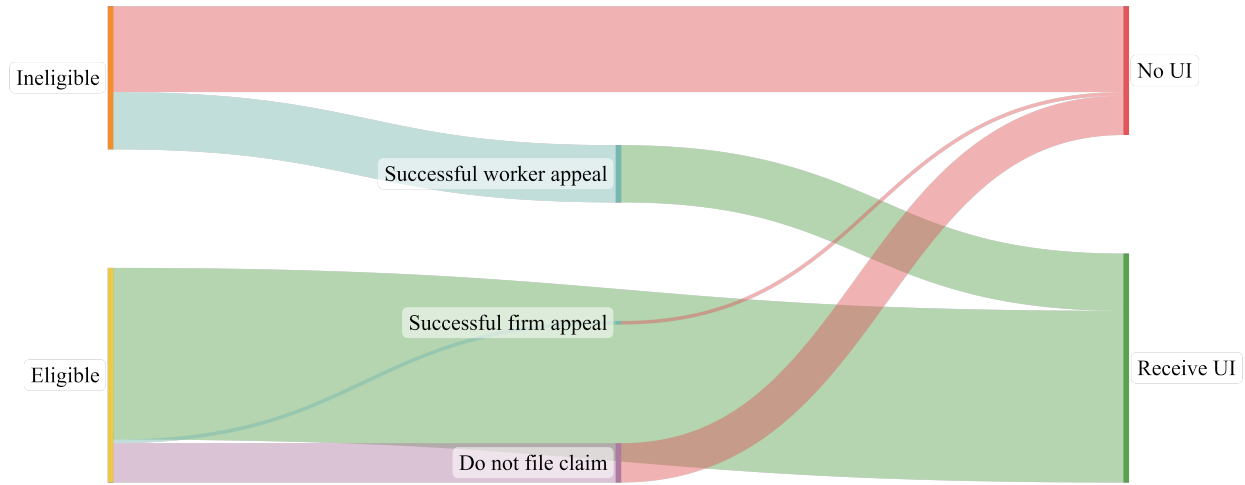 Ineligible
No UI
Successful worker appeal
Successful firm appeal
Eligible
Receive UI
Do not file claim